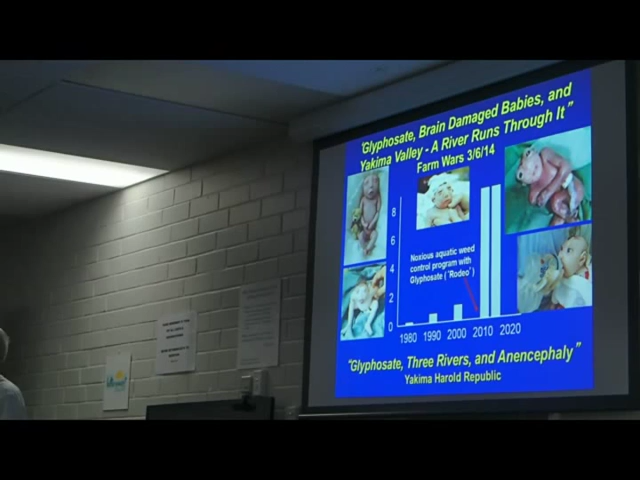 "Glyphosate, Brain Damaged Babies, and
Yakima Valley - A River Runs Through It"
Farm Wars 3/6/14
8
6
4
2
0
Noxious aquatic weed
control program with
Glyphosate ("Rodeo")
1980 1990 2000 2010 2020
"Glyphosate, Three Rivers, and Anencephaly"
Yakima Harold Republic